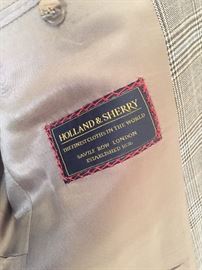 HOLLAND & SHERRY
THE FINEST CLOTHS IN THE WORLD
SAVILE ROW LONDON
ESTABLISHED 1836